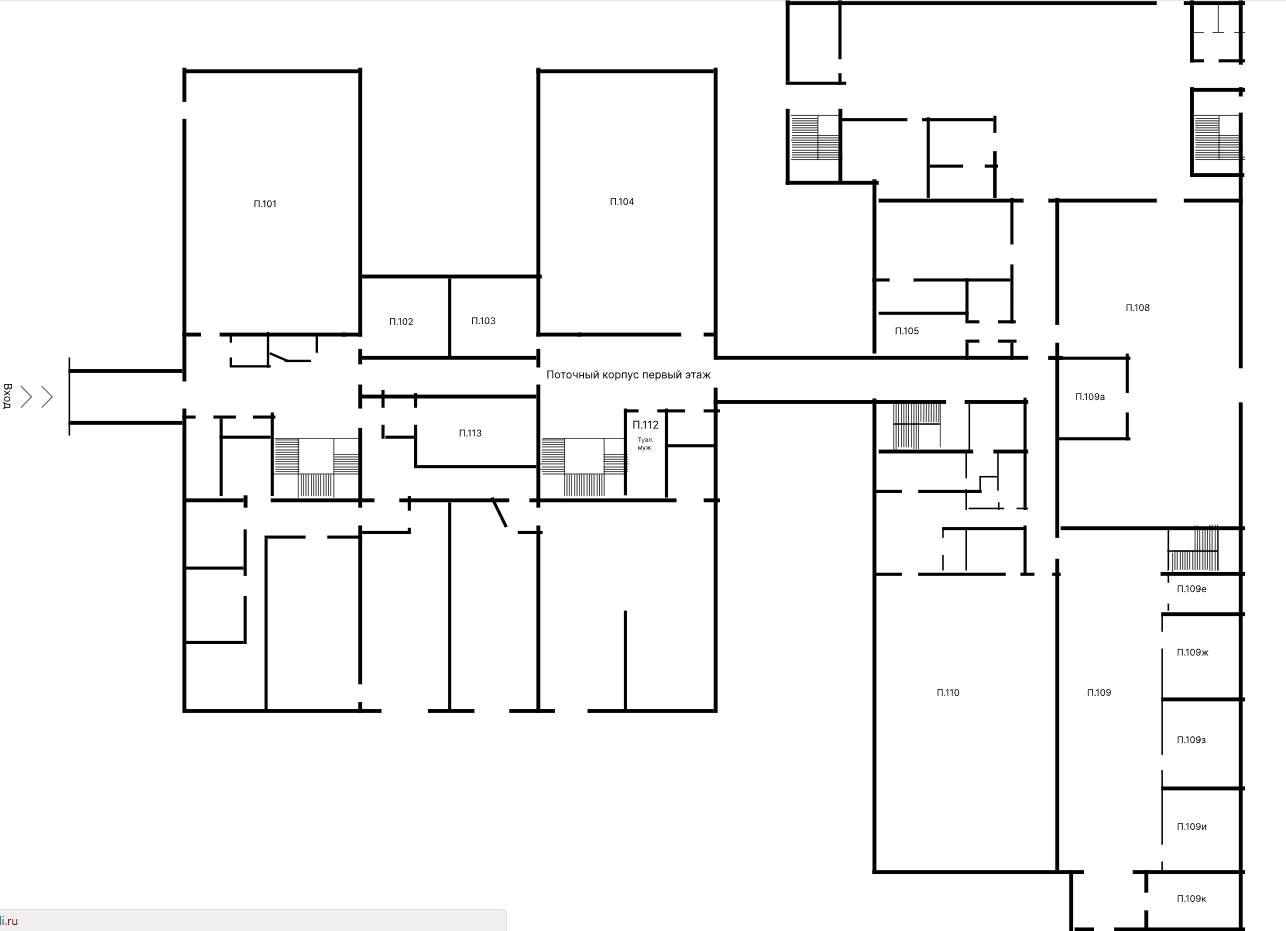 П.101
П.104
П.102
П.103
П.105
П.108
Поточный корпус первый этаж
Вход
П.109а
П.113
П.112
Туал.
муж.
П.109е
П.109ж
П.110
П.109
П.109з
П.109и
П.109к
li.ru